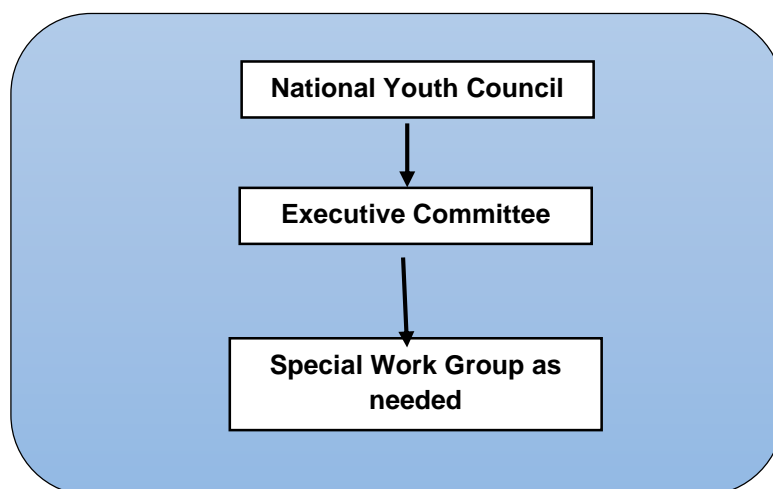 National Youth Council
Executive Committee
Special Work Group as
needed